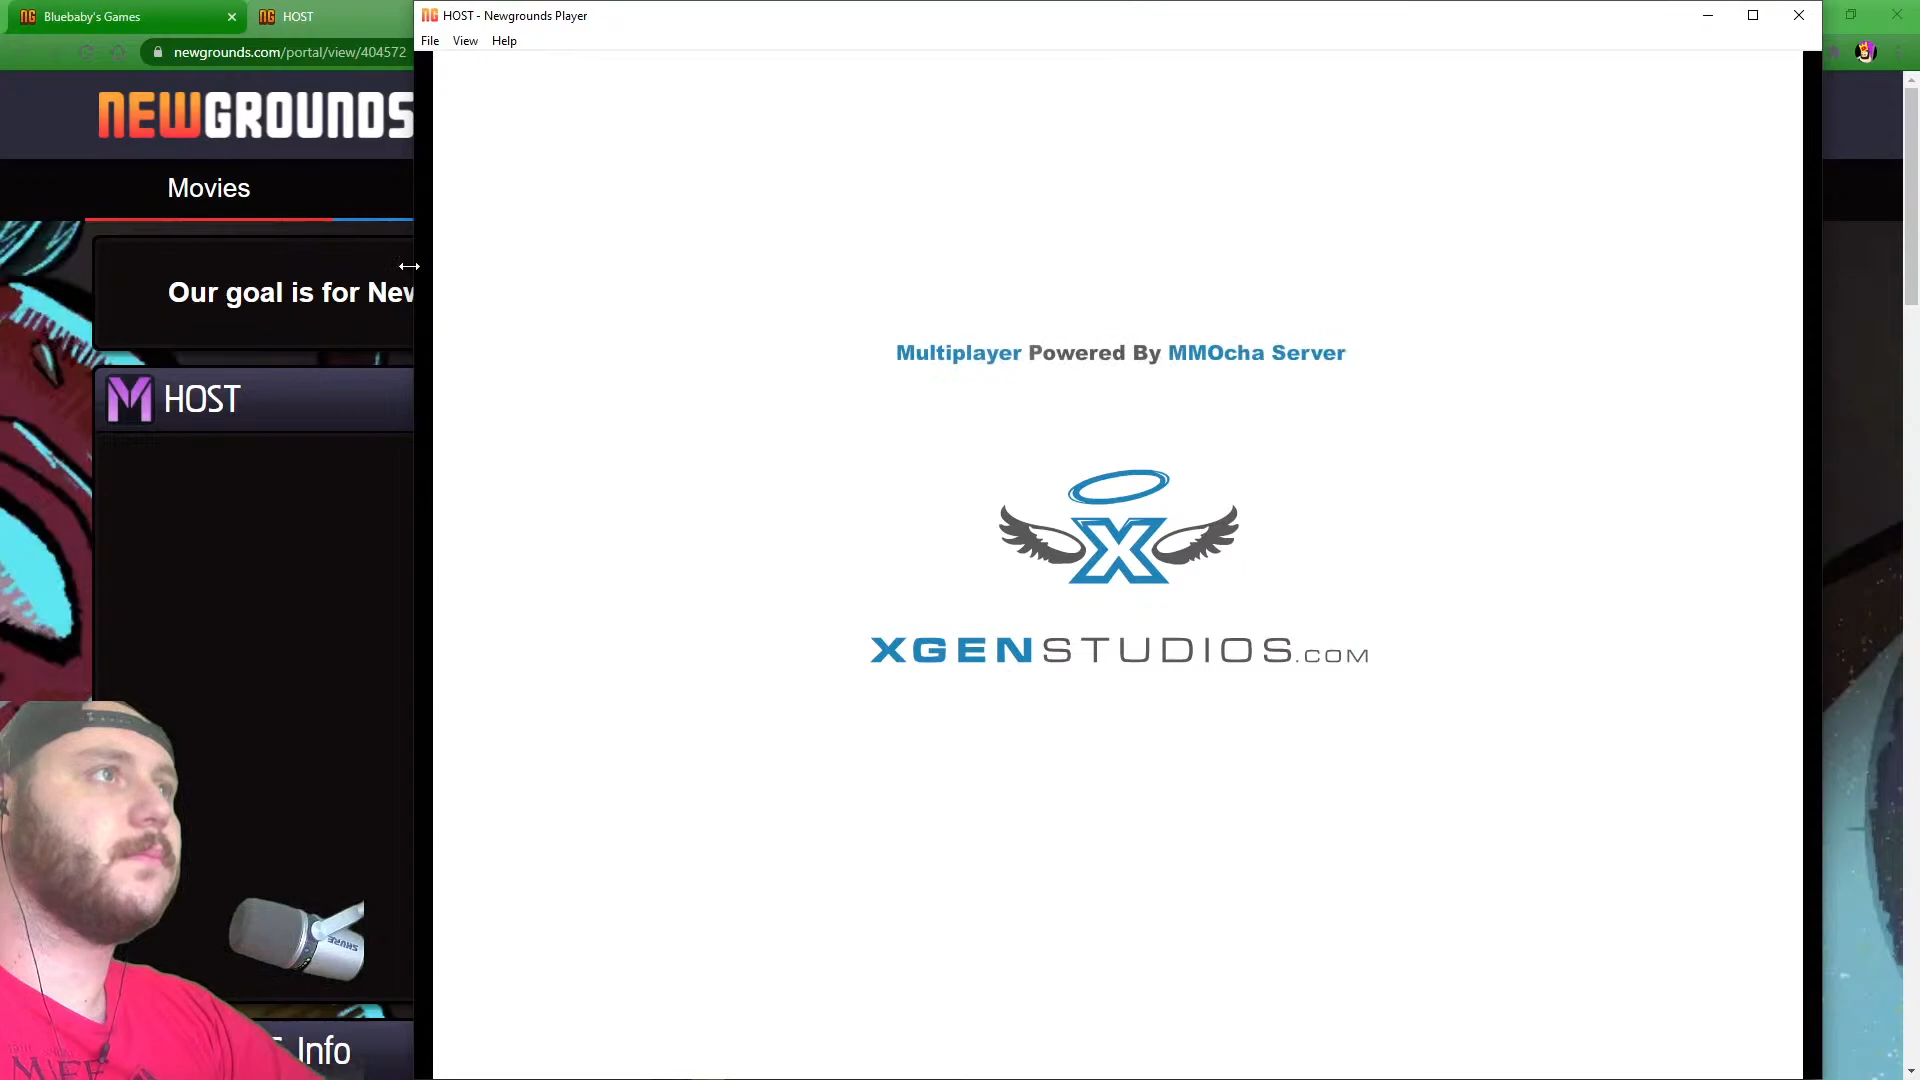 Bluebaby's Games
HOST
newgrounds.com/portal/view/404572
NEWGROUNDS
Movies
Our goal is for New
HOST
Info
HOST - Newgrounds Player
File View Help
Multiplayer Powered By MMOcha Server
X
XGENSTUDIOS.COM
SHURE